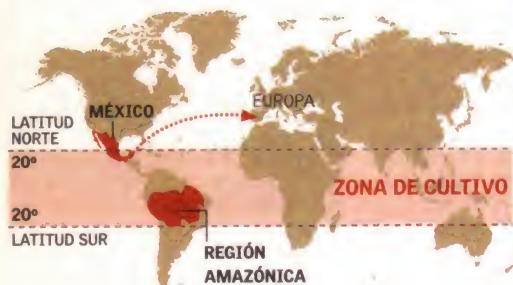 LATITUD
NORTE
MÉXICO
EUROPA
20º
ZONA DE CULTIVO
20º
LATITUD SUR
REGIÓN
AMAZÓNICA